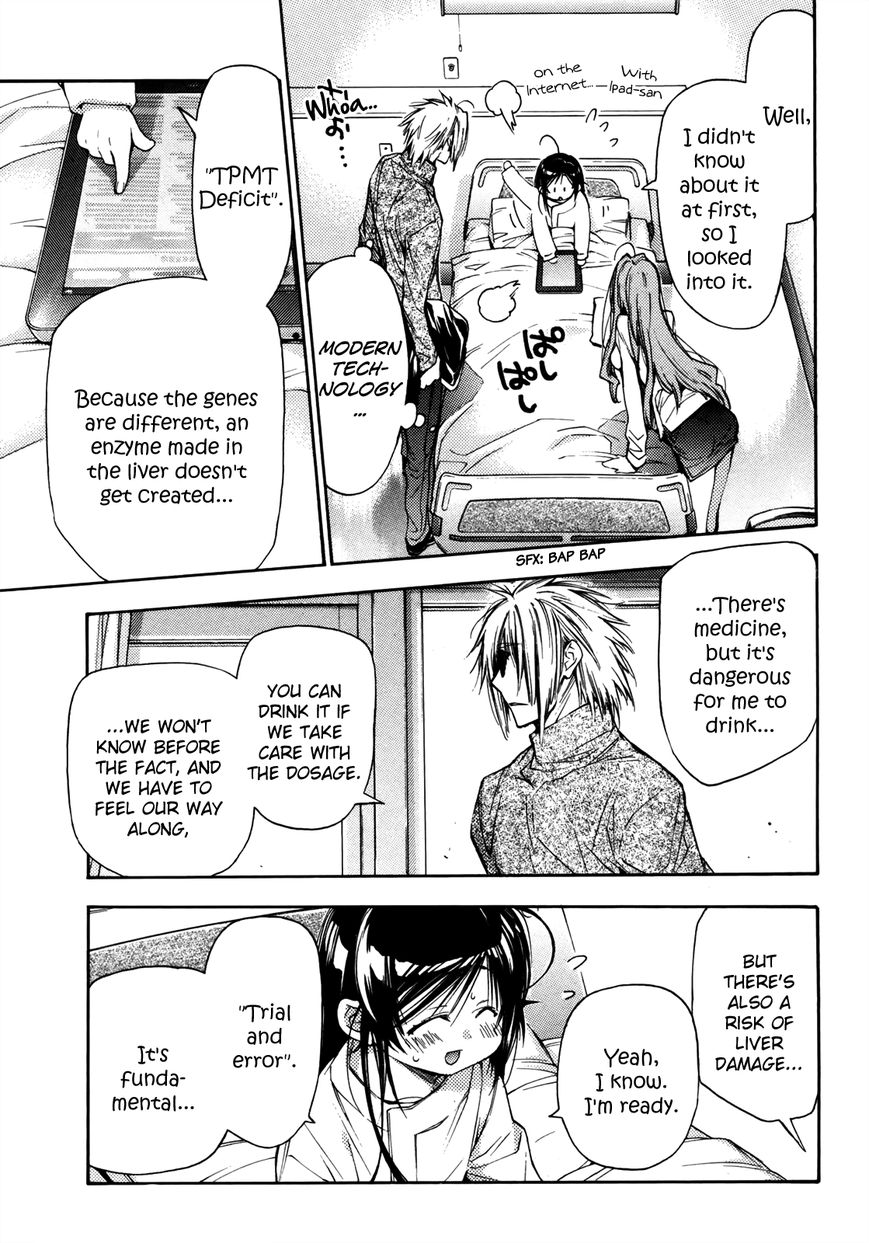 Well,
I didn't
know
about it
at first,
so I
looked
into it.
With
Ipad-san
on the
Internet...
Whoa...
MODERN
TECH-
NOLOGY
...
SFX: BAP BAP
"TPMT
Deficit".
Because the genes
are different, an
enzyme made in
the liver doesn't
get created...
...There's
medicine,
but it's
dangerous
for me to
drink...
YOU CAN
DRINK IT IF
WE TAKE
CARE WITH
THE DOSAGE.
...WE WON'T
KNOW BEFORE
THE FACT, AND
WE HAVE TO
FEEL OUR WAY
ALONG,
BUT
THERE'S
ALSO A
RISK OF
LIVER
DAMAGE...
Yeah,
I know.
I'm ready.
"Trial
and
error".
It's
funda-
mental...